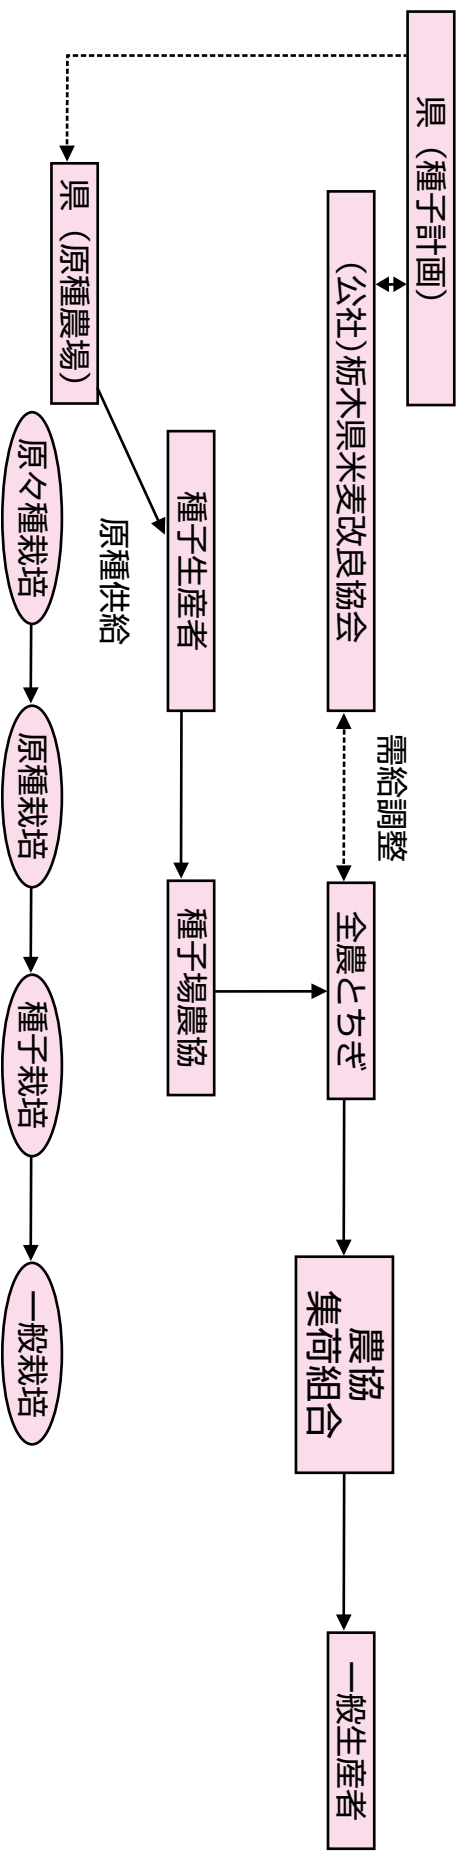 県（種子計画）
（公社）栃木県米麦改良協会
需給調整
全農とちぎ
農協
集荷組合
一般生産者
種子生産者
種子場農協
県（原種農場）
原種供給
原々種栽培
原種栽培
種子栽培
一般栽培